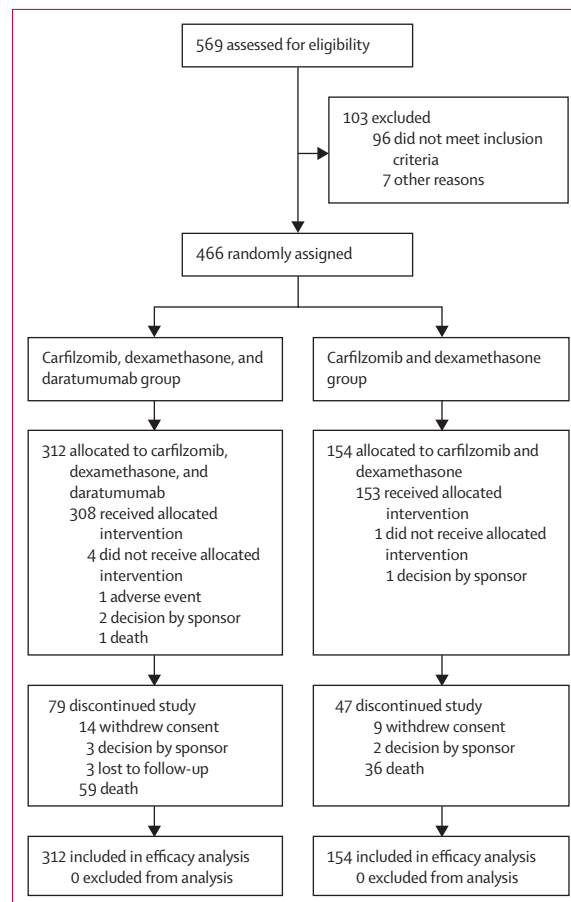 569 assessed for eligibility
103 excluded
96 did not meet inclusion
criteria
7 other reasons
466 randomly assigned
Carfilzomib, dexamethasone, and
daratumumab group
Carfilzomib and dexamethasone
group
312 allocated to carfilzomib,
dexamethasone, and
daratumumab
308 received allocated
intervention
4 did not receive allocated
intervention
1 adverse event
2 decision by sponsor
1 death
154 allocated to carfilzomib and
dexamethasone
153 received allocated
intervention
1 did not receive allocated
intervention
1 decision by sponsor
79 discontinued study
14 withdrew consent
3 decision by sponsor
3 lost to follow-up
59 death
47 discontinued study
9 withdrew consent
2 decision by sponsor
36 death
312 included in efficacy analysis
0 excluded from analysis
154 included in efficacy analysis
0 excluded from analysis